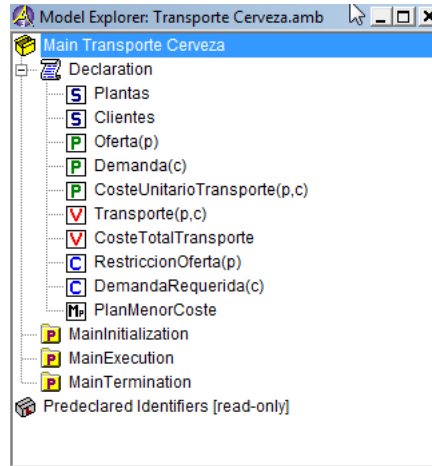 Model Explorer: Transporte Cerveza.amb
Main Transporte Cerveza
Declaration
S Plantas
S Clientes
P Oferta(p)
P Demanda(c)
P CosteUnitarioTransporte(p,c)
V Transporte(p,c)
V CosteTotalTransporte
C RestriccionOferta(p)
C DemandaRequerida(c)
MP PlanMenorCoste
P MainInitialization
P MainExecution
P MainTermination
Predeclared Identifiers [read-only]